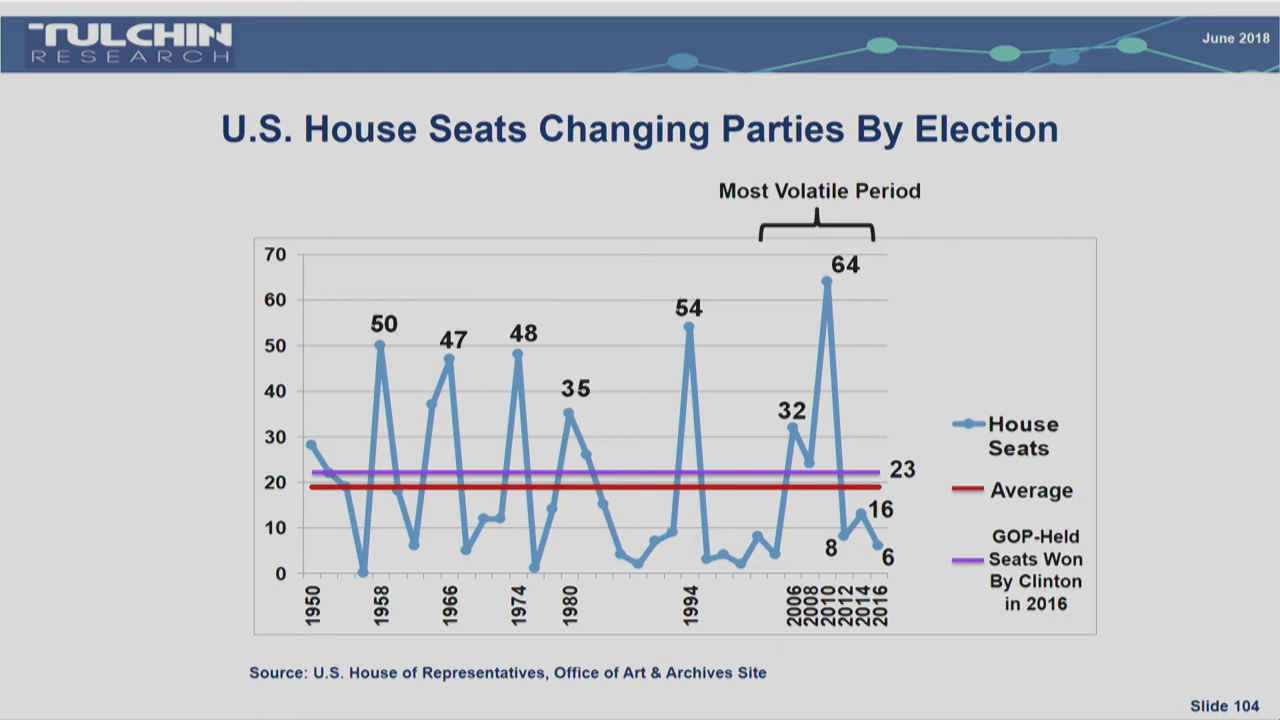 TULCHIN
RESEARCH
June 2018
U.S. House Seats Changing Parties By Election
Most Volatile Period
70
60
50
40
30
20
10
0
50
47
48
35
54
32
64
23
16
8
6
1950
1958
1966
1974
1980
1994
2006
2008
2010
2012
2014
2016
House
Seats
Average
GOP-Held
Seats Won
By Clinton
in 2016
Source: U.S. House of Representatives, Office of Art & Archives Site
Slide 104